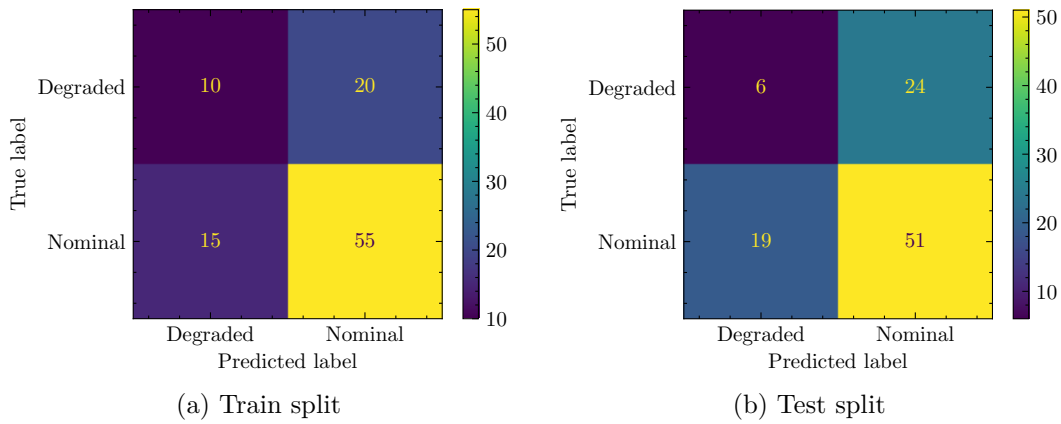 Degraded
Nominal
True label
10
20
15
55
Degraded
Nominal
Predicted label
50
40
30
20
10
(a) Train split
Degraded
Nominal
True label
6
24
19
51
Degraded
Nominal
Predicted label
50
40
30
20
10
(b) Test split